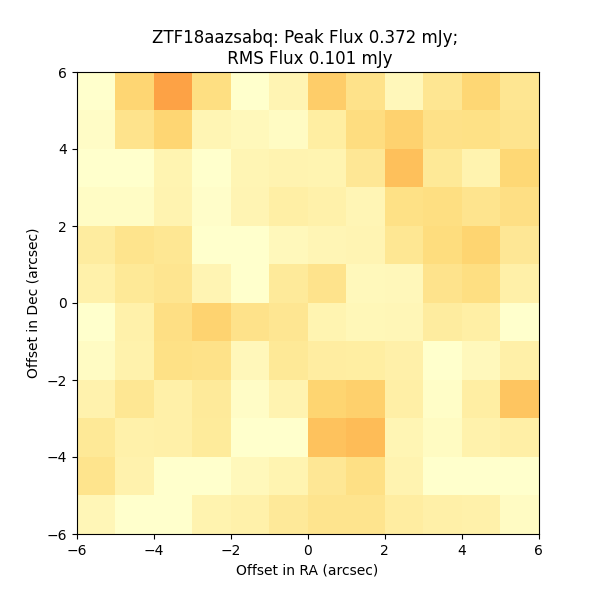 ZTF18aazsabq: Peak Flux 0.372 mJy;
RMS Flux 0.101 mJy
6
4
2
0
−2
−4
−6
Offset in Dec (arcsec)
−6 −4 −2 0 2 4 6
Offset in RA (arcsec)